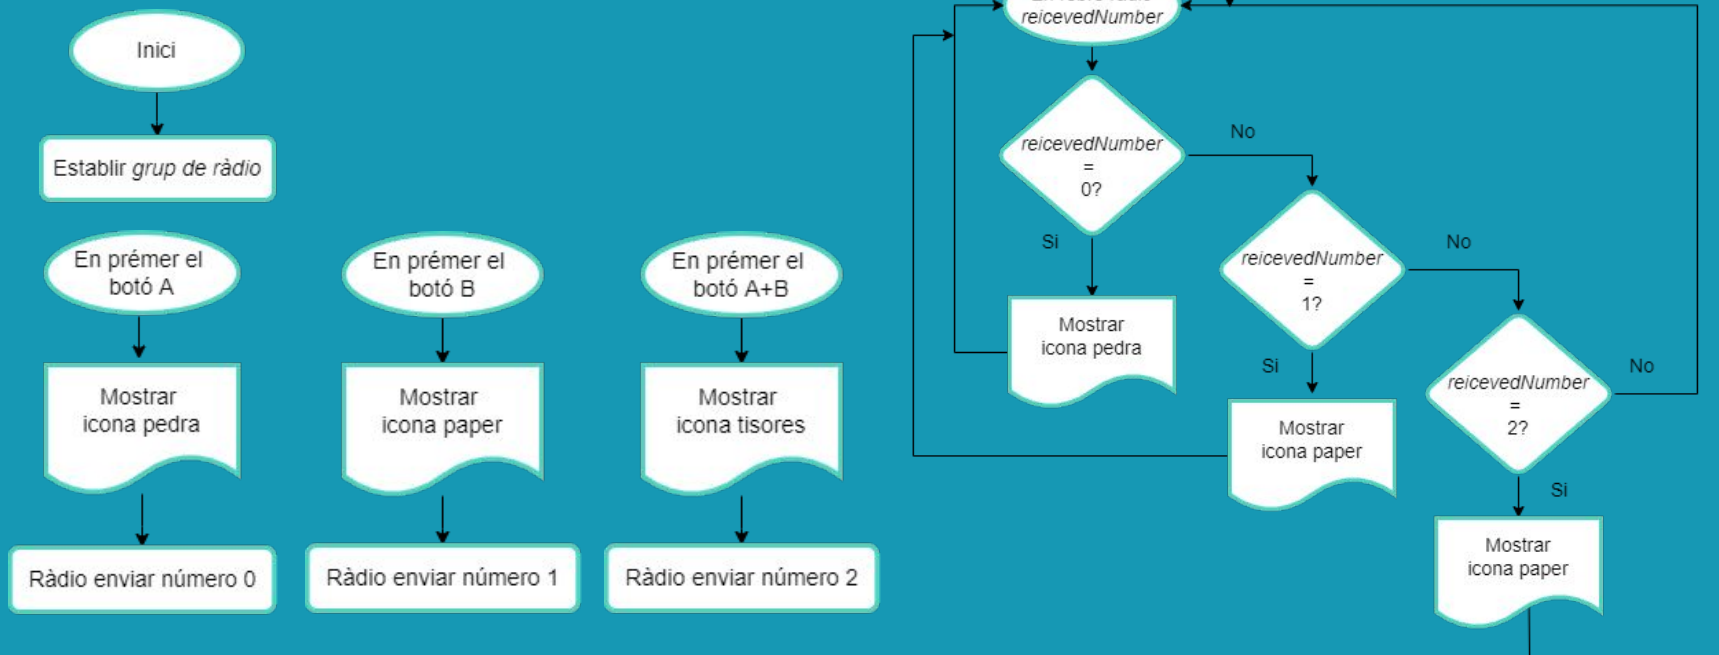 Inici
Establir grup de ràdio
En prémer el
botó A
Mostrar
icona pedra
Ràdio enviar número 0
En prémer el
botó B
Mostrar
icona paper
Ràdio enviar número 1
En prémer el
botó A+B
Mostrar
icona tisores
Ràdio enviar número 2
reicevedNumber
reicevedNumber
=
0?
No
Si
Mostrar
icona pedra
reicevedNumber
=
1?
No
Si
Mostrar
icona paper
reicevedNumber
=
2?
No
Si
Mostrar
icona paper